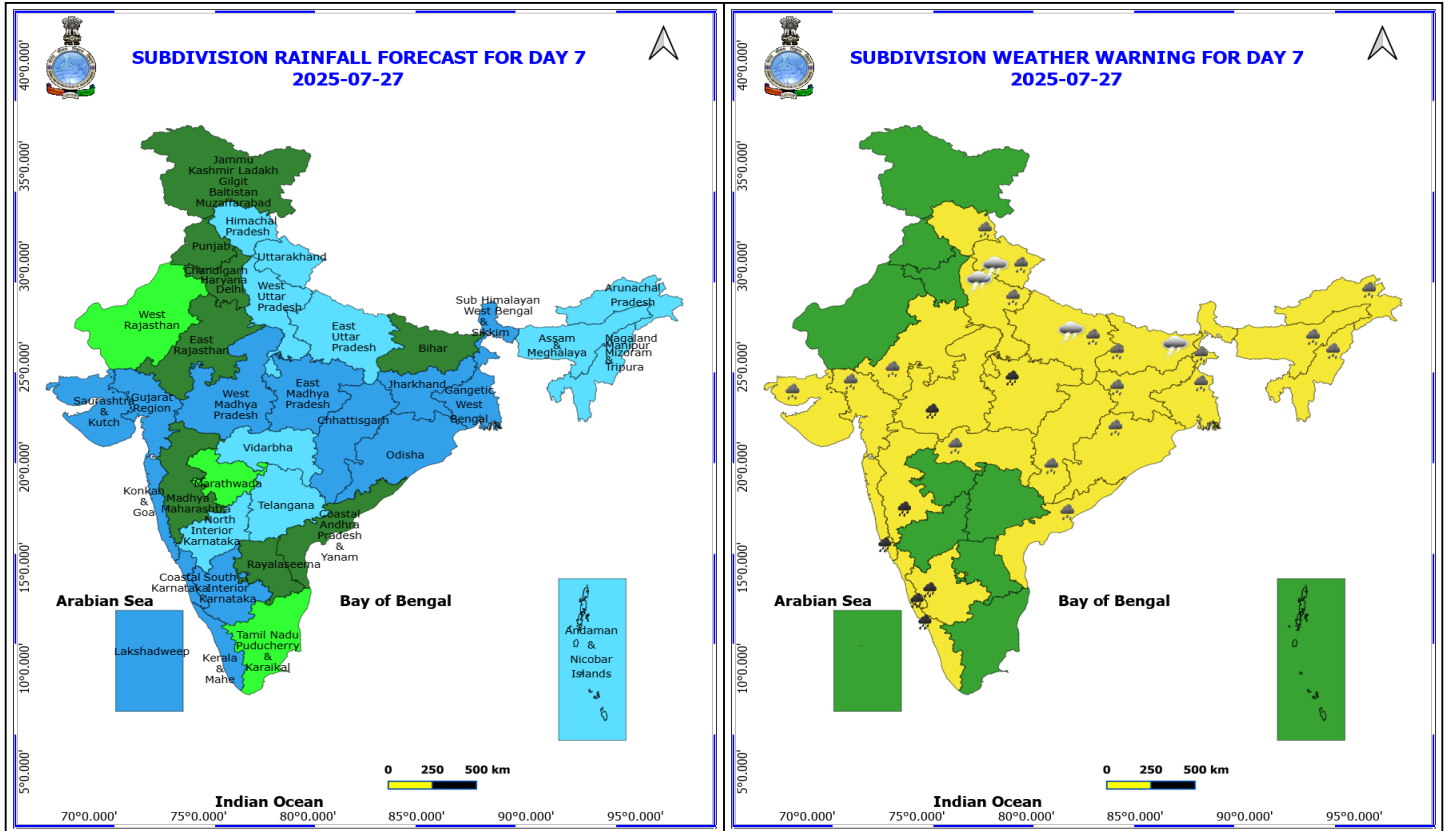 SUBDIVISION RAINFALL FORECAST FOR DAY 7
2025-07-27
40°0.000'
35°0.000'
30°0.000'
25°0.000'
20°0.000'
15°0.000'
10°0.000'
5°0.000'
Jammu
Kashmir Ladakh
Gilgit
Baltistan
Muzaffarabad
Himachal
Pradesh
Punjab
Uttarakhand
Chandigarh
Haryana
Delhi
West
Uttar
Pradesh
West
Rajasthan
East
Rajasthan
East
Uttar
Pradesh
Bihar
Sub Himalayan
West Bengal
&
Sikkim
Arunachal
Pradesh
Assam
&
Meghalaya
Nagaland
Manipur
Mizoram
&
Tripura
Saurashtra
&
Kutch
Gujarat
Region
West
Madhya
Pradesh
East
Madhya
Pradesh
Jharkhand
Gangetic
West
Bengal
Chhattisgarh
Odisha
Vidarbha
Marathwada
Konkan
&
Goa
Madhya
Maharashtra
Telangana
North
Interior
Karnataka
Coastal
Andhra
Pradesh
&
Yanam
Rayalaseema
Coastal
Karnataka
South
Interior
Karnataka
Arabian Sea
Bay of Bengal
Lakshadweep
Kerala
&
Mahe
Tamil Nadu
Puducherry
&
Karaikal
Andaman
&
Nicobar
Islands
0 250 500 km
Indian Ocean
70°0.000' 75°0.000' 80°0.000' 85°0.000' 90°0.000' 95°0.000'
SUBDIVISION WEATHER WARNING FOR DAY 7
2025-07-27
40°0.000'
35°0.000'
30°0.000'
25°0.000'
20°0.000'
15°0.000'
10°0.000'
5°0.000'
Arabian Sea
Bay of Bengal
0 250 500 km
Indian Ocean
70°0.000' 75°0.000' 80°0.000' 85°0.000' 90°0.000' 95°0.000'